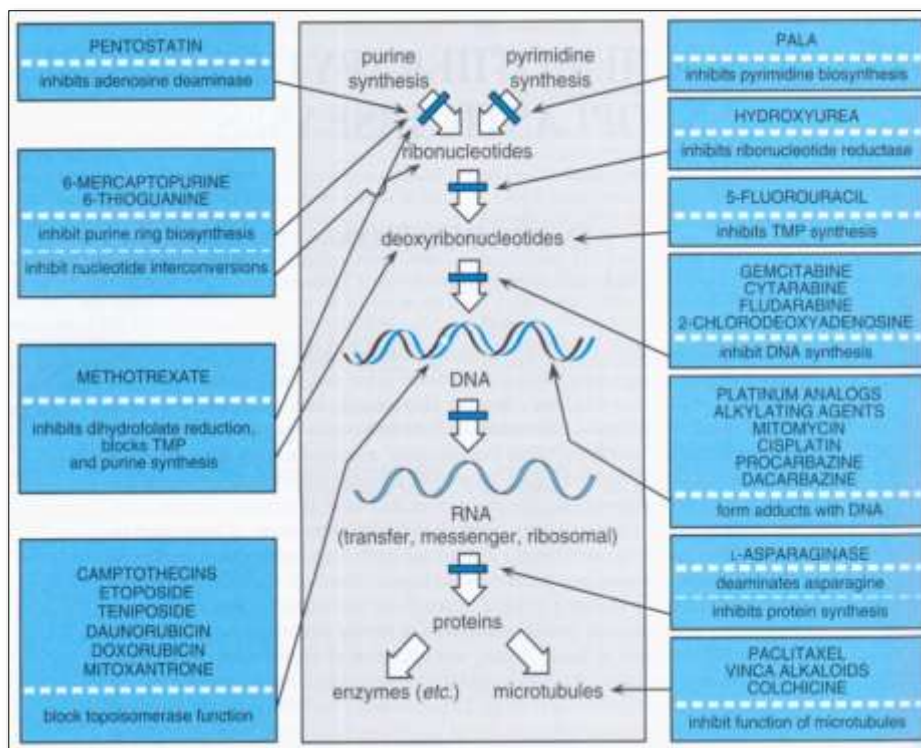 PENTOSTATIN
inhibits adenosine deaminase
6-MERCAPTOPURINE
6-THIOGUANINE
inhibit purine ring biosynthesis
inhibit nucleotide interconversions
METHOTREXATE
inhibits dihydrofolate reduction,
blocks TMP
and purine synthesis
CAMPTOTHECINS
ETOPOSIDE
TENIPOSIDE
DAUNORUBICIN
DOXORUBICIN
MITOXANTRONE
block topoisomerase function
purine
synthesis
pyrimidine
synthesis
ribonucleotides
deoxyribonucleotides
DNA
RNA
(transfer, messenger, ribosomal)
proteins
enzymes (etc.)
microtubules
PALA
inhibits pyrimidine biosynthesis
HYDROXYUREA
inhibits ribonucleotide reductase
5-FLUOROURACIL
inhibits TMP synthesis
GEMCITABINE
CYTARABINE
FLUDARABINE
2-CHLORODEOXYADENOSINE
inhibit DNA synthesis
PLATINUM ANALOGS
ALKYLATING AGENTS
MITOMYCIN
CISPLATIN
PROCARBAZINE
DACARBAZINE
form adducts with DNA
L-ASPARAGINASE
deaminates asparagine
inhibits protein synthesis
PACLITAXEL
VINCA ALKALOIDS
COLCHICINE
inhibit function of microtubules